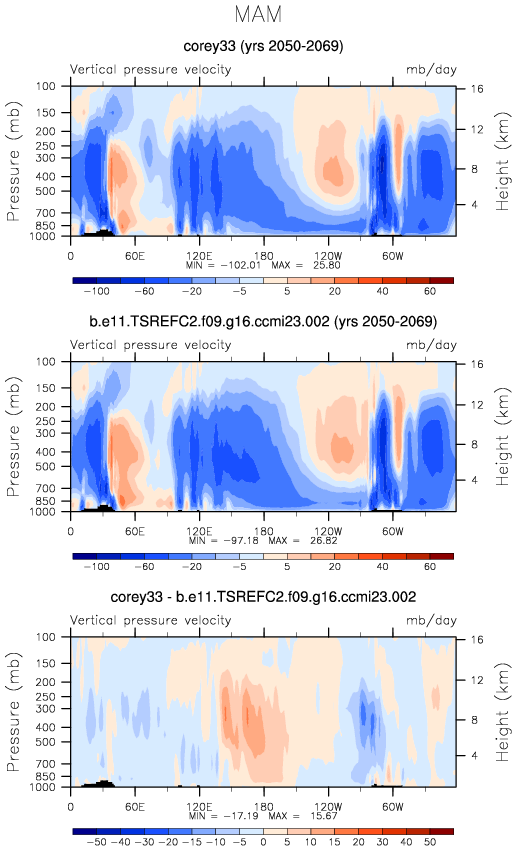 MAM
corey33 (yrs 2050-2069)
Vertical pressure velocity mb/day
Pressure (mb)
100
150
200
250
300
400
500
700
850
1000
16
12
8
4
Height (km)
0 60E 120E 180 120W 60W
MIN = -102.01 MAX = 25.80
-100 -60 -20 -5 5 20 40 60
b.e11.TSREFC2.f09.g16.ccmi23.002 (yrs 2050-2069)
Vertical pressure velocity mb/day
Pressure (mb)
100
150
200
250
300
400
500
700
850
1000
16
12
8
4
Height (km)
0 60E 120E 180 120W 60W
MIN = -97.18 MAX = 26.82
-100 -60 -20 -5 5 20 40 60
corey33 - b.e11.TSREFC2.f09.g16.ccmi23.002
Vertical pressure velocity mb/day
Pressure (mb)
100
150
200
250
300
400
500
700
850
1000
16
12
8
4
Height (km)
0 60E 120E 180 120W 60W
MIN = -17.19 MAX = 15.67
-50 -40 -30 -20 -15 -10 -5 0 5 10 15 20 30 40 50